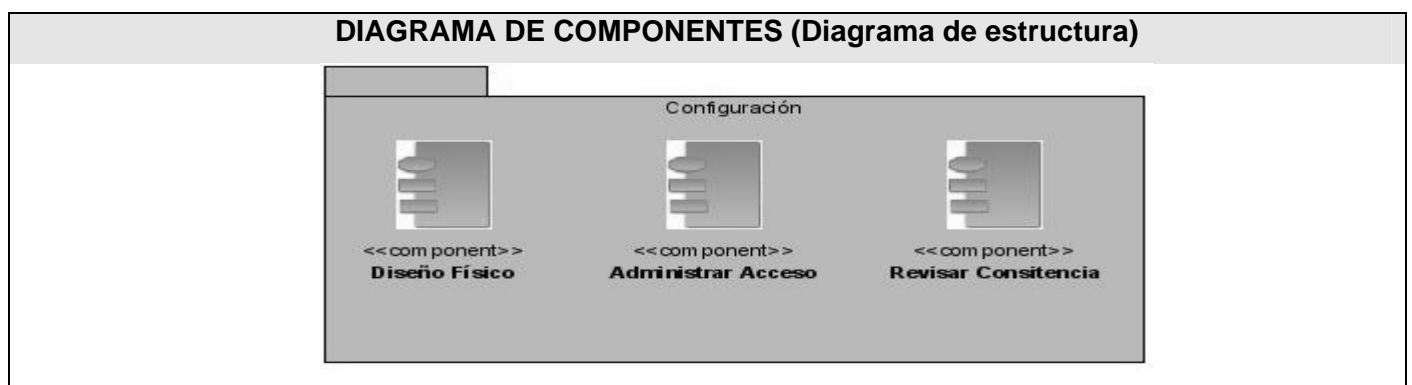 DIAGRAMA DE COMPONENTES (Diagrama de estructura)
Configuración
<<component>> <<component>> <<component>>
Diseño Físico Administrar Acceso Revisar Consitencia